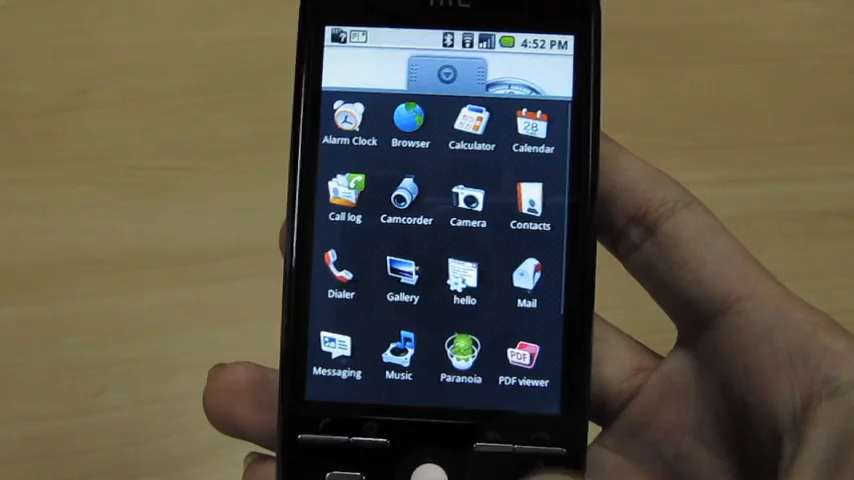 hTC
4:52 PM
Alarm Clock Browser Calculator Calendar
28
Call log Camcorder Camera Contacts
Dialer Gallery hello Mail
Messaging Music Paranoia PDF viewer
PDF